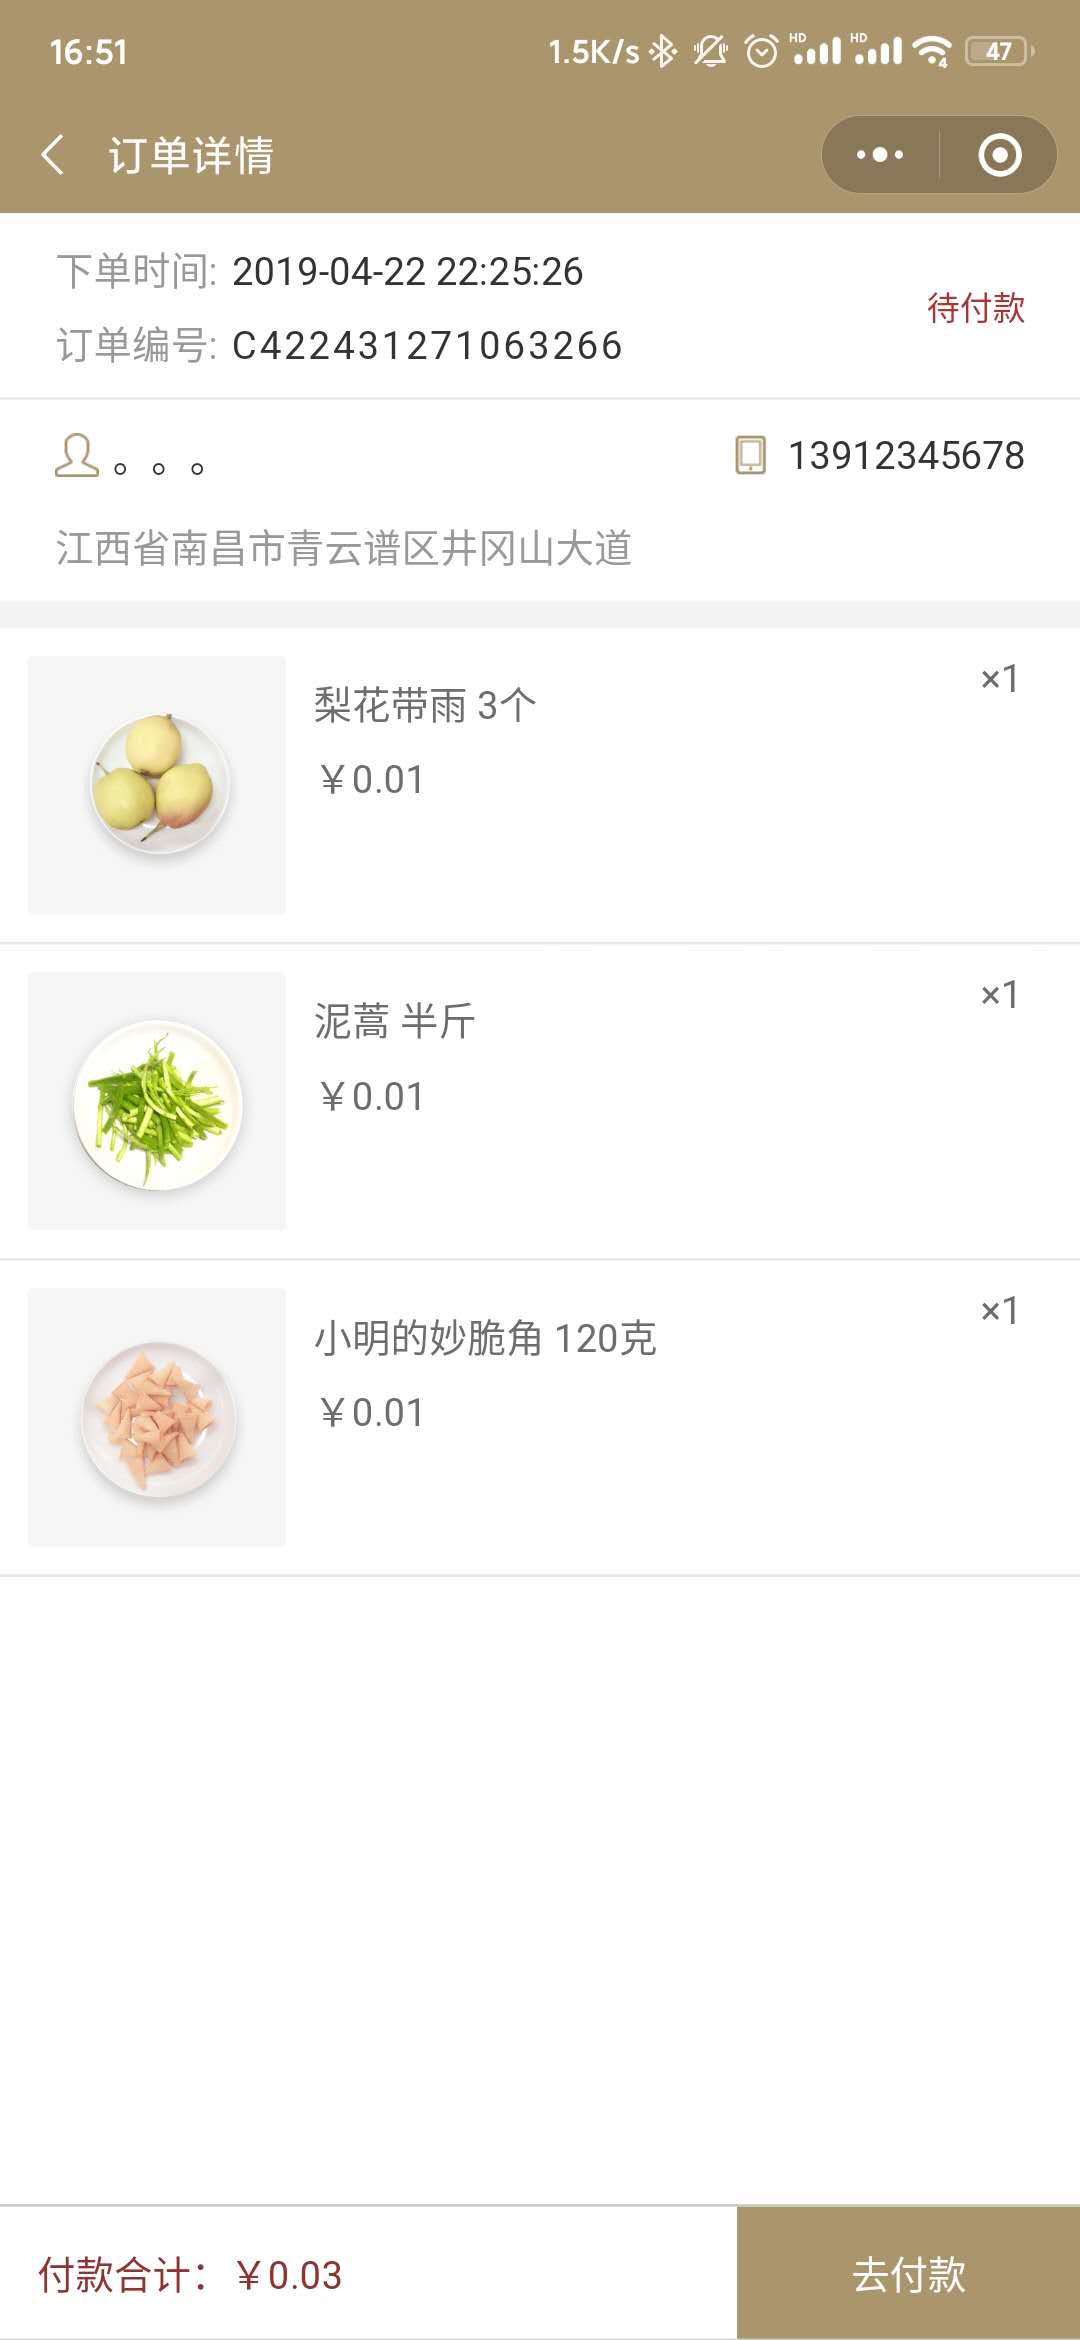 16:51 1.5K/s HD HD 4 47
订单详情
下单时间: 2019-04-22 22:25:26
待付款
订单编号: C422431271063266
。。。 13912345678
江西省南昌市青云谱区井冈山大道
梨花带雨 3个 ×1
￥0.01
泥蒿 半斤 ×1
￥0.01
小明的妙脆角 120克 ×1
￥0.01
付款合计：￥0.03 去付款